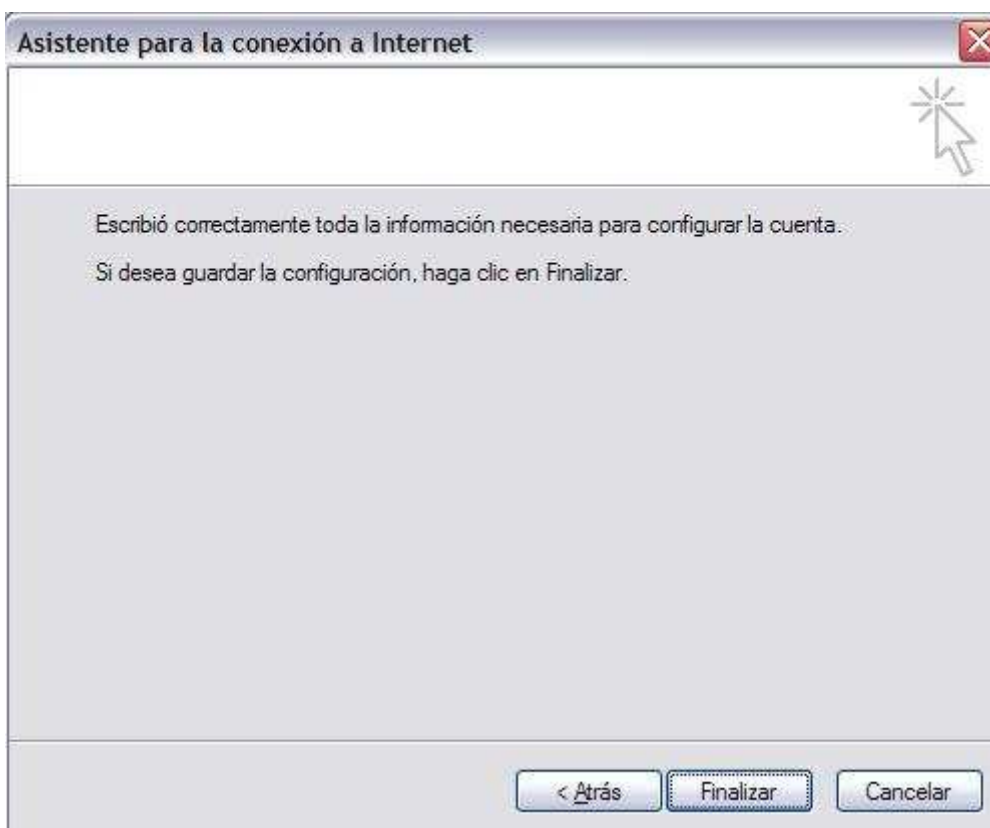 Asistente para la conexión a Internet
Escribió correctamente toda la información necesaria para configurar la cuenta.
Si desea guardar la configuración, haga clic en Finalizar.
< Atrás Finalizar Cancelar